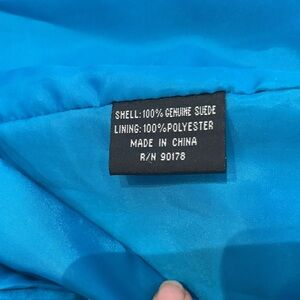 SHELL: 100% GENUINE SUEDE
LINING: 100% POLYESTER
MADE IN CHINA
R/N 90178